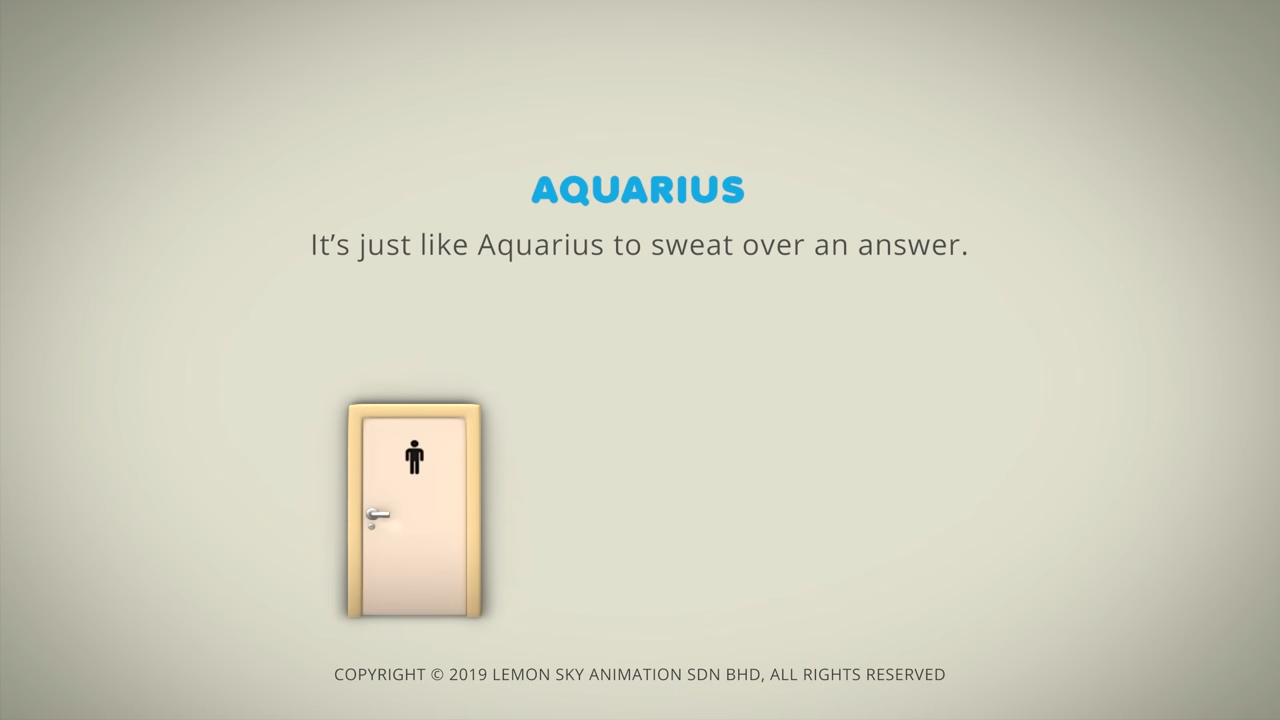 AQUARIUS
It’s just like Aquarius to sweat over an answer.
COPYRIGHT © 2019 LEMON SKY ANIMATION SDN BHD, ALL RIGHTS RESERVED